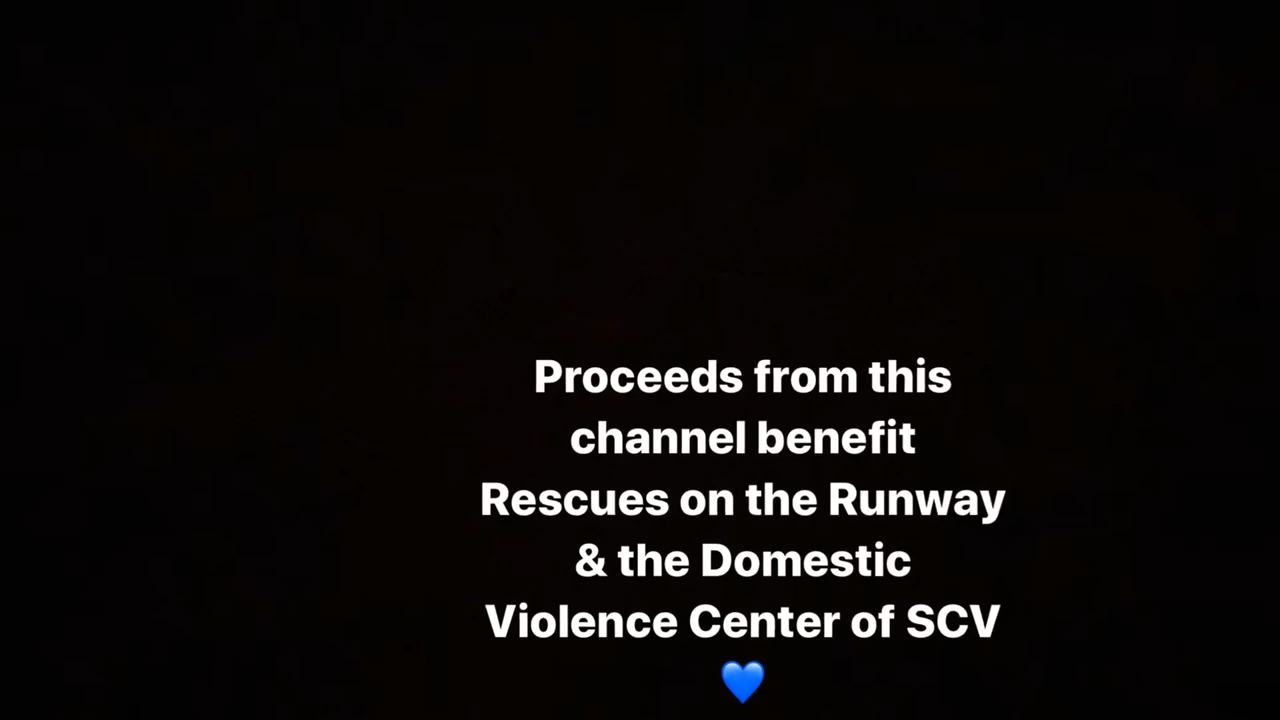 Proceeds from this
channel benefit
Rescues on the Runway
& the Domestic
Violence Center of SCV
💙